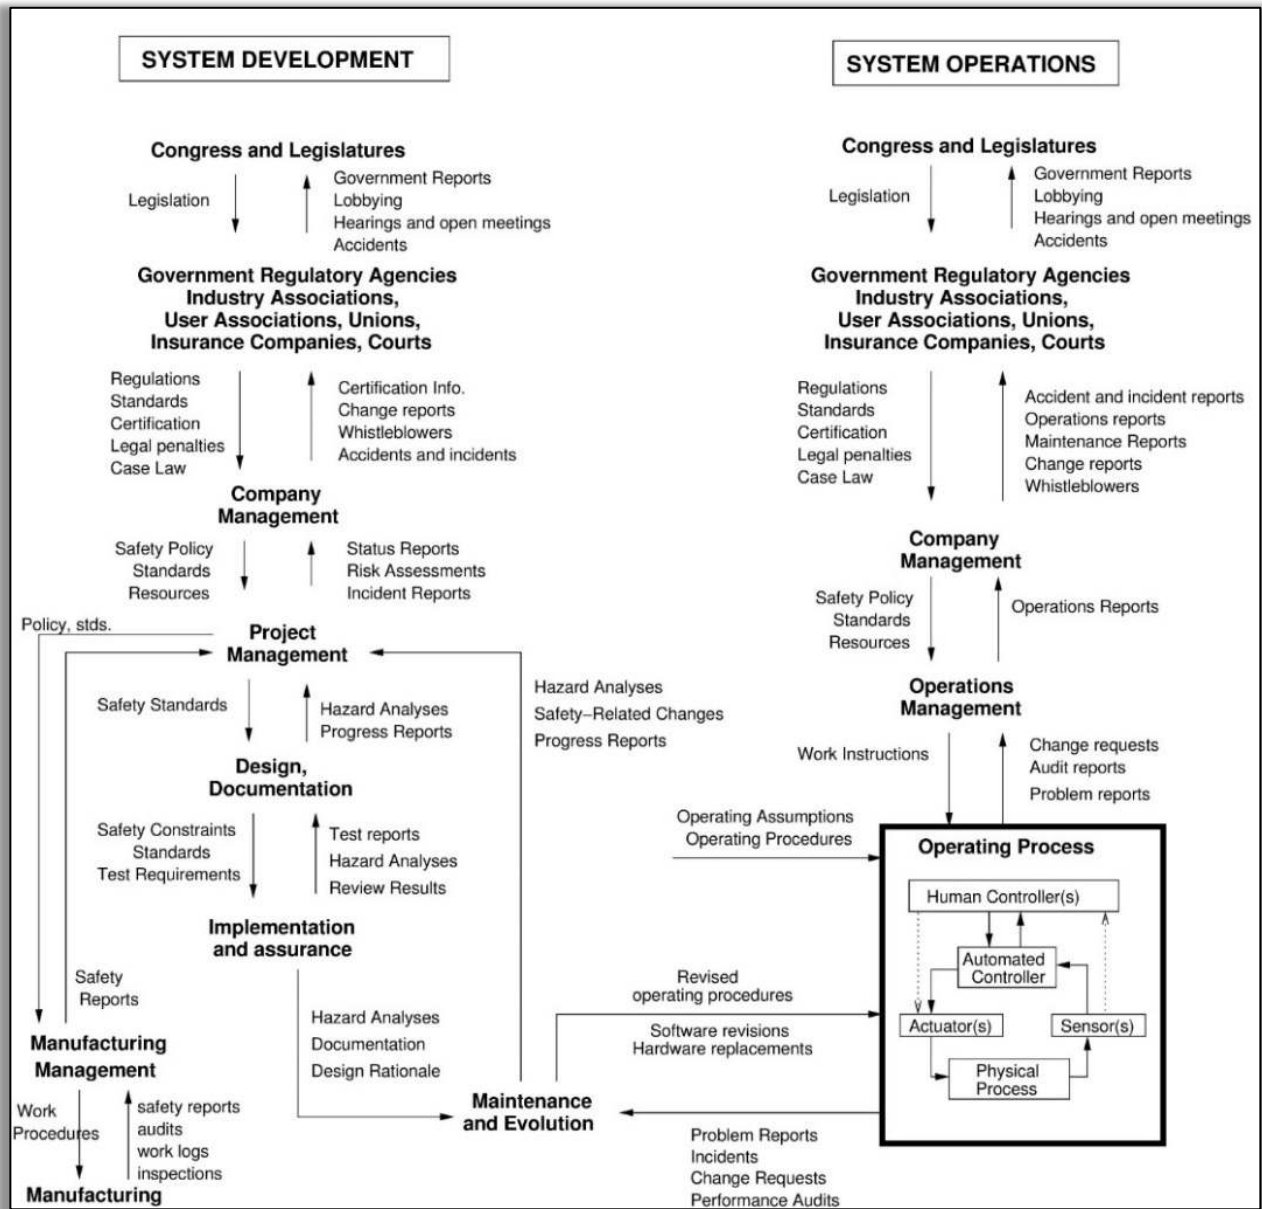 SYSTEM DEVELOPMENT
Congress and Legislatures
Legislation
Government Reports
Lobbying
Hearings and open meetings
Accidents
Government Regulatory Agencies
Industry Associations,
User Associations, Unions,
Insurance Companies, Courts
Regulations
Standards
Certification
Legal penalties
Case Law
Certification Info.
Change reports
Whistleblowers
Accidents and incidents
Company
Management
Safety Policy
Standards
Resources
Status Reports
Risk Assessments
Incident Reports
Policy, stds.
Project
Management
Safety Standards
Hazard Analyses
Progress Reports
Hazard Analyses
Safety–Related Changes
Progress Reports
Design,
Documentation
Safety Constraints
Standards
Test Requirements
Test reports
Hazard Analyses
Review Results
Implementation
and assurance
Safety
Reports
Hazard Analyses
Documentation
Design Rationale
Manufacturing
Management
Work
Procedures
safety reports
audits
work logs
inspections
Manufacturing
Maintenance
and Evolution
SYSTEM OPERATIONS
Congress and Legislatures
Legislation
Government Reports
Lobbying
Hearings and open meetings
Accidents
Government Regulatory Agencies
Industry Associations,
User Associations, Unions,
Insurance Companies, Courts
Regulations
Standards
Certification
Legal penalties
Case Law
Accident and incident reports
Operations reports
Maintenance Reports
Change reports
Whistleblowers
Company
Management
Safety Policy
Standards
Resources
Operations Reports
Operations
Management
Work Instructions
Change requests
Audit reports
Problem reports
Operating Assumptions
Operating Procedures
Operating Process
Human Controller(s)
Automated
Controller
Actuator(s)
Sensor(s)
Physical
Process
Revised
operating procedures
Software revisions
Hardware replacements
Problem Reports
Incidents
Change Requests
Performance Audits